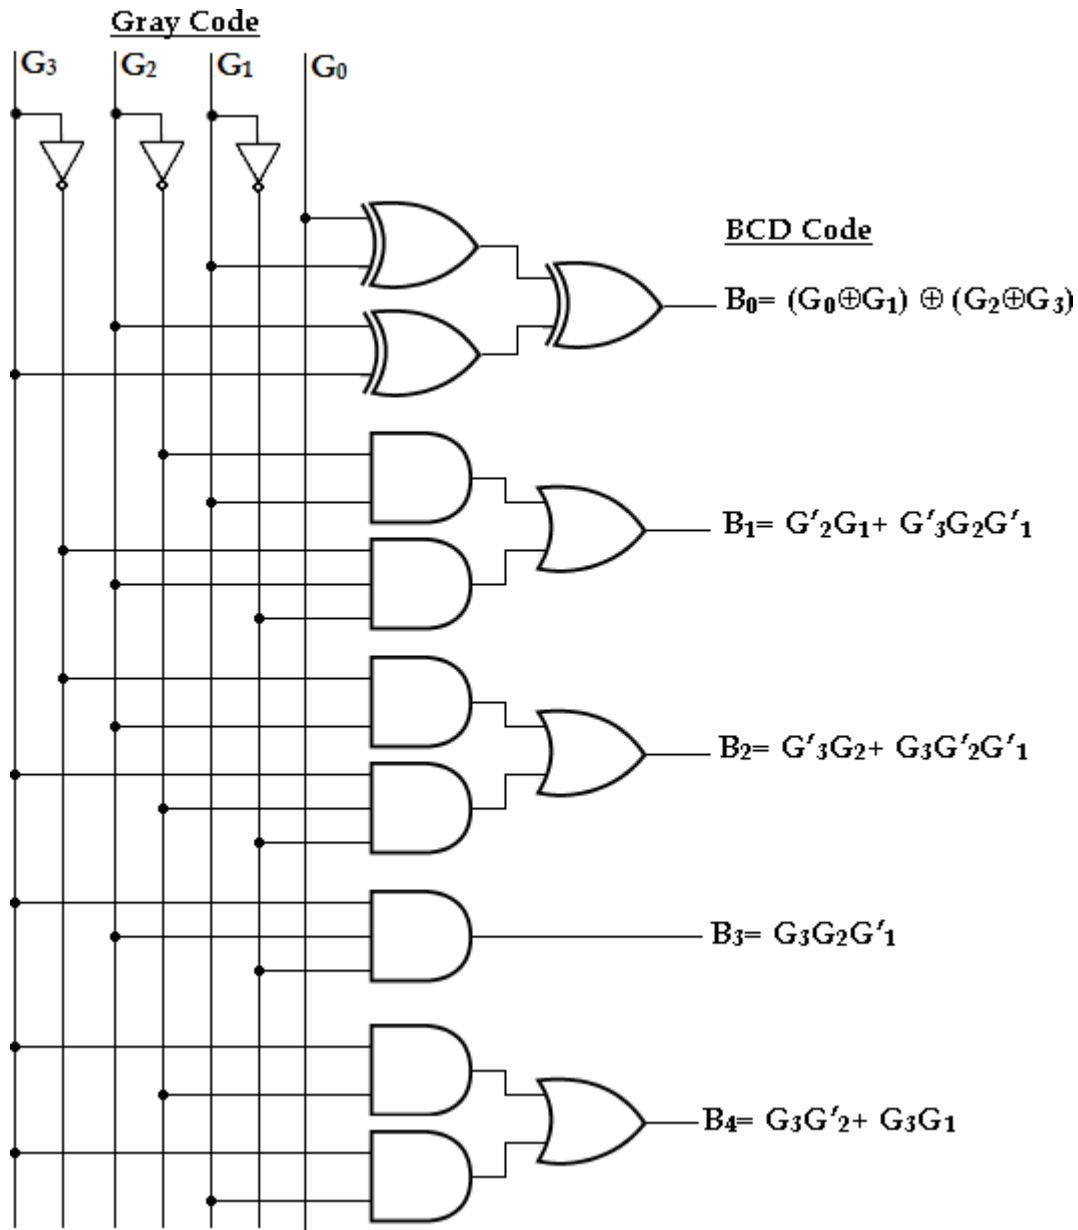 Gray Code
G₃ G₂ G₁ G₀
BCD Code
B₀= (G₀⊕G₁) ⊕ (G₂⊕G₃)
B₁= G′₂G₁+ G′₃G₂G′₁
B₂= G′₃G₂+ G₃G′₂G′₁
B₃= G₃G₂G′₁
B₄= G₃G′₂+ G₃G₁